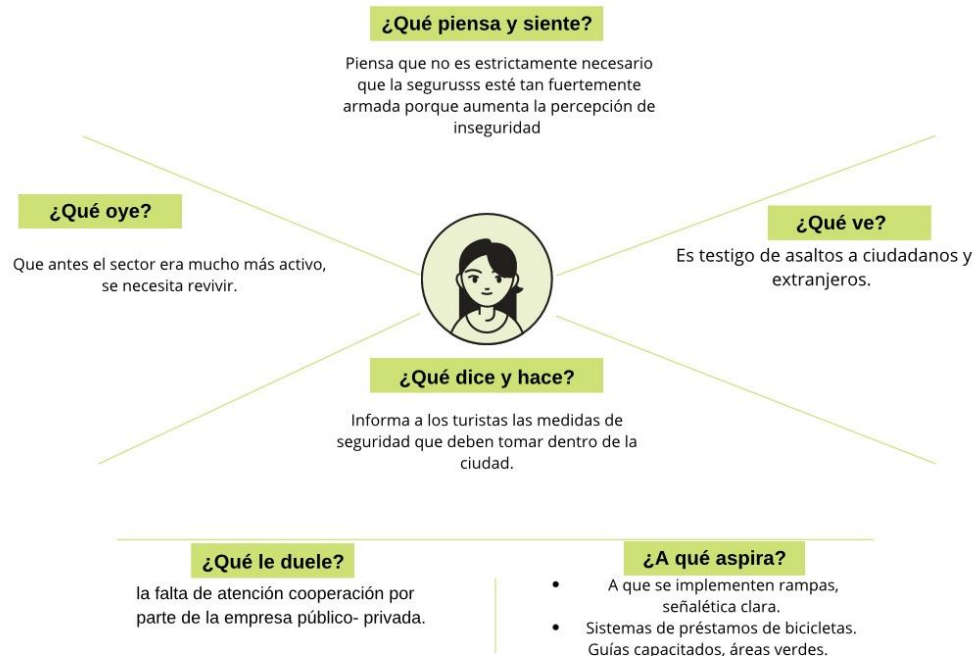 ¿Qué piensa y siente?
Piensa que no es estrictamente necesario
que la segurusss esté tan fuertemente
armada porque aumenta la percepción de
inseguridad
¿Qué oye?
Que antes el sector era mucho más activo,
se necesita revivir.
¿Qué ve?
Es testigo de asaltos a ciudadanos y
extranjeros.
¿Qué dice y hace?
Informa a los turistas las medidas de
seguridad que deben tomar dentro de la
ciudad.
¿Qué le duele?
la falta de atención cooperación por
parte de la empresa público- privada.
¿A qué aspira?
• A que se implementen rampas,
señalética clara.
• Sistemas de préstamos de bicicletas.
Guías capacitados, áreas verdes.